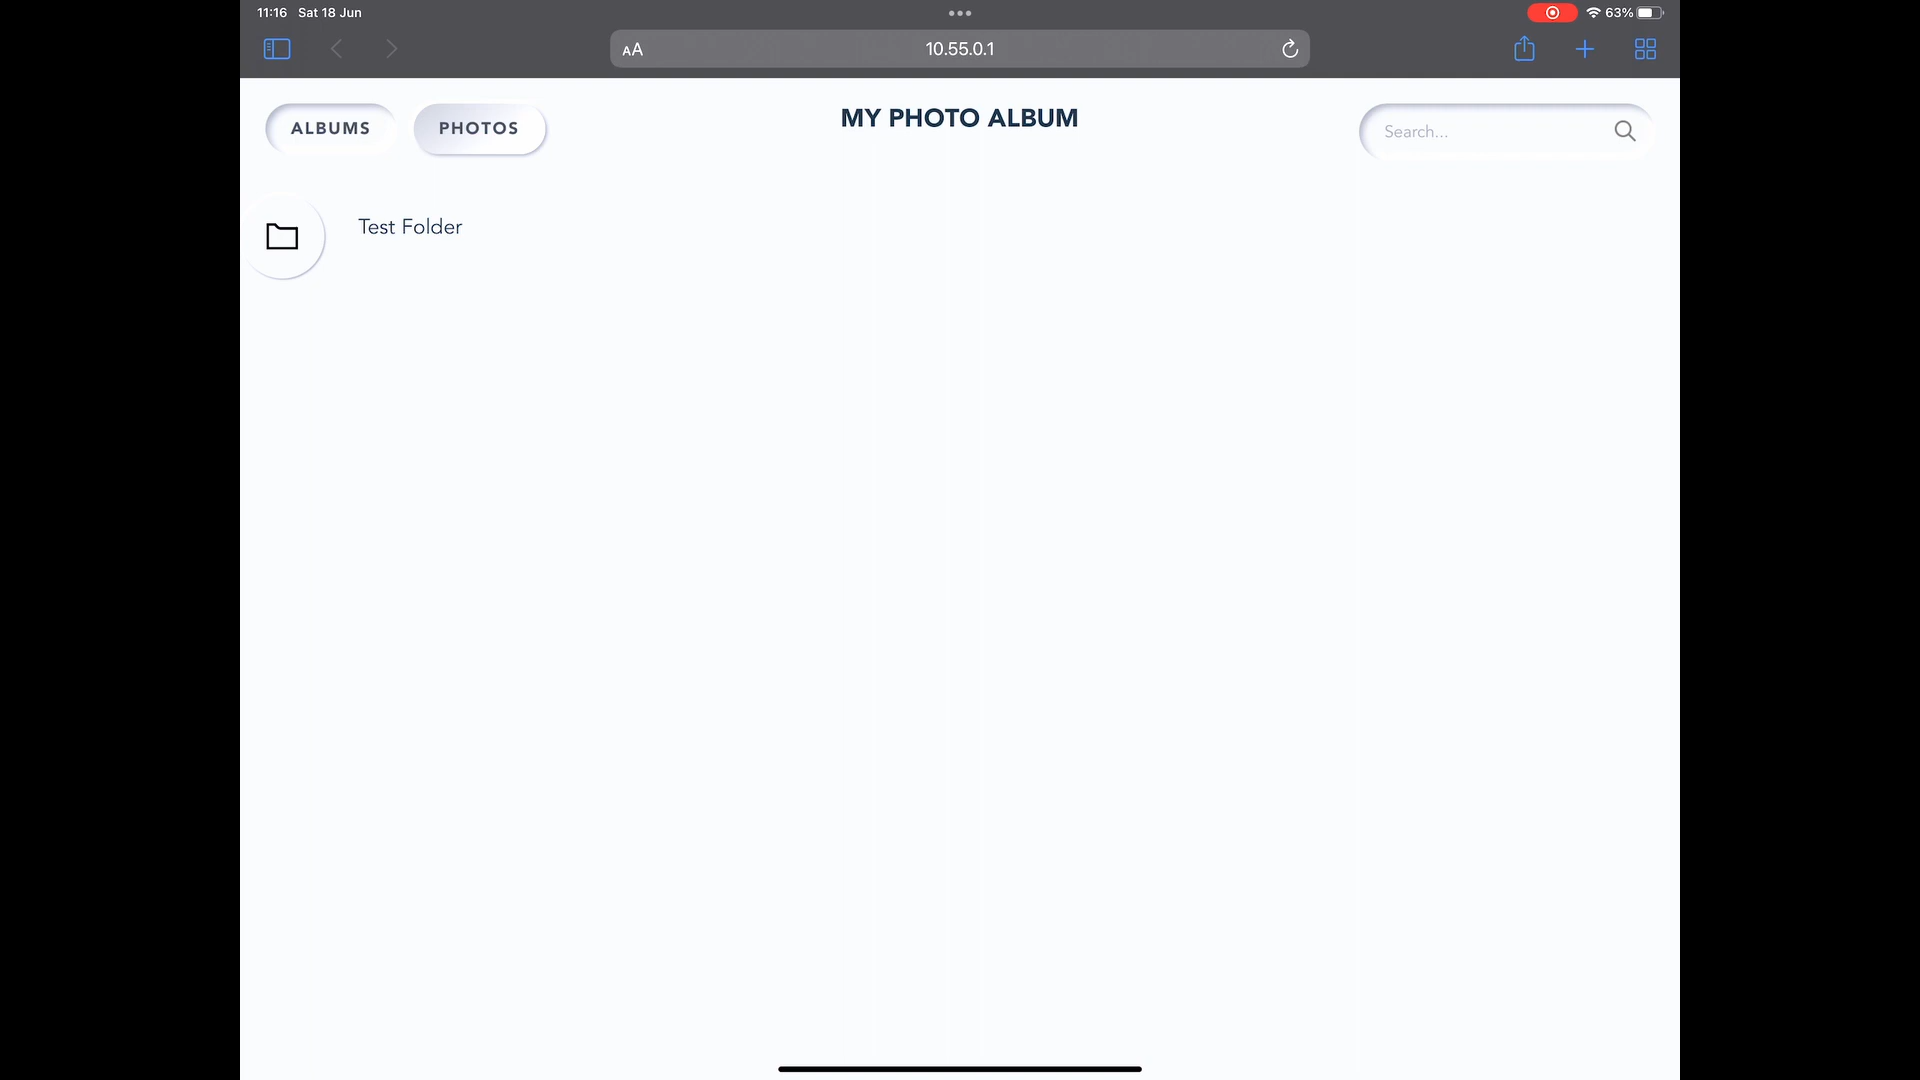 11:16 Sat 18 Jun
63%
AA
10.55.0.1
ALBUMS
PHOTOS
MY PHOTO ALBUM
Search...
Test Folder